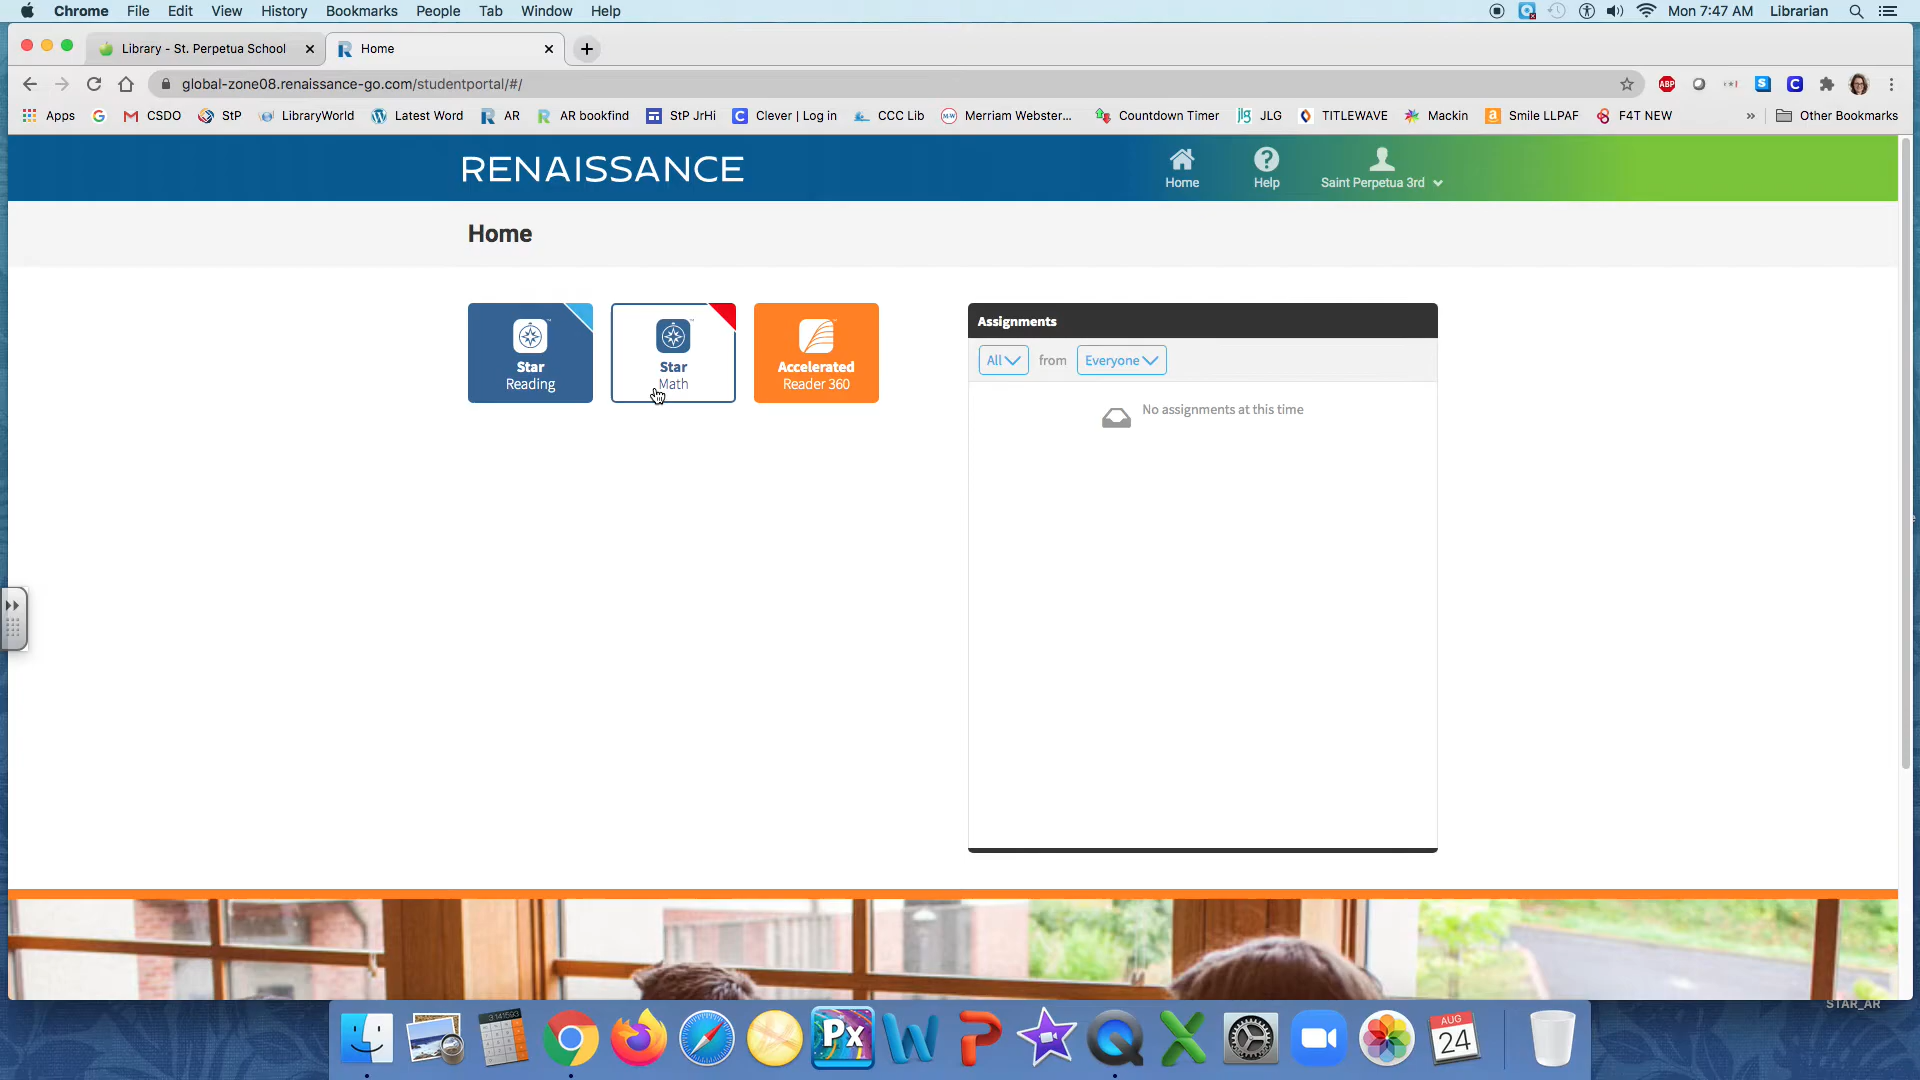 Chrome File Edit View History Bookmarks People Tab Window Help Mon 7:47 AM Librarian
Library - St. Perpetua School Home
global-zone08.renaissance-go.com/studentportal/#/
Apps CSDO StP LibraryWorld Latest Word AR AR bookfind StP JrHi Clever | Log in CCC Lib Merriam Webster... Countdown Timer JLG TITLEWAVE Mackin Smile LLPAF F4T NEW » Other Bookmarks
RENAISSANCE
Home Help Saint Perpetua 3rd
Home
Star
Reading
Star
Math
Accelerated
Reader 360
Assignments
All from Everyone
No assignments at this time
STAR_AR
3.141593
Px
AUG
24